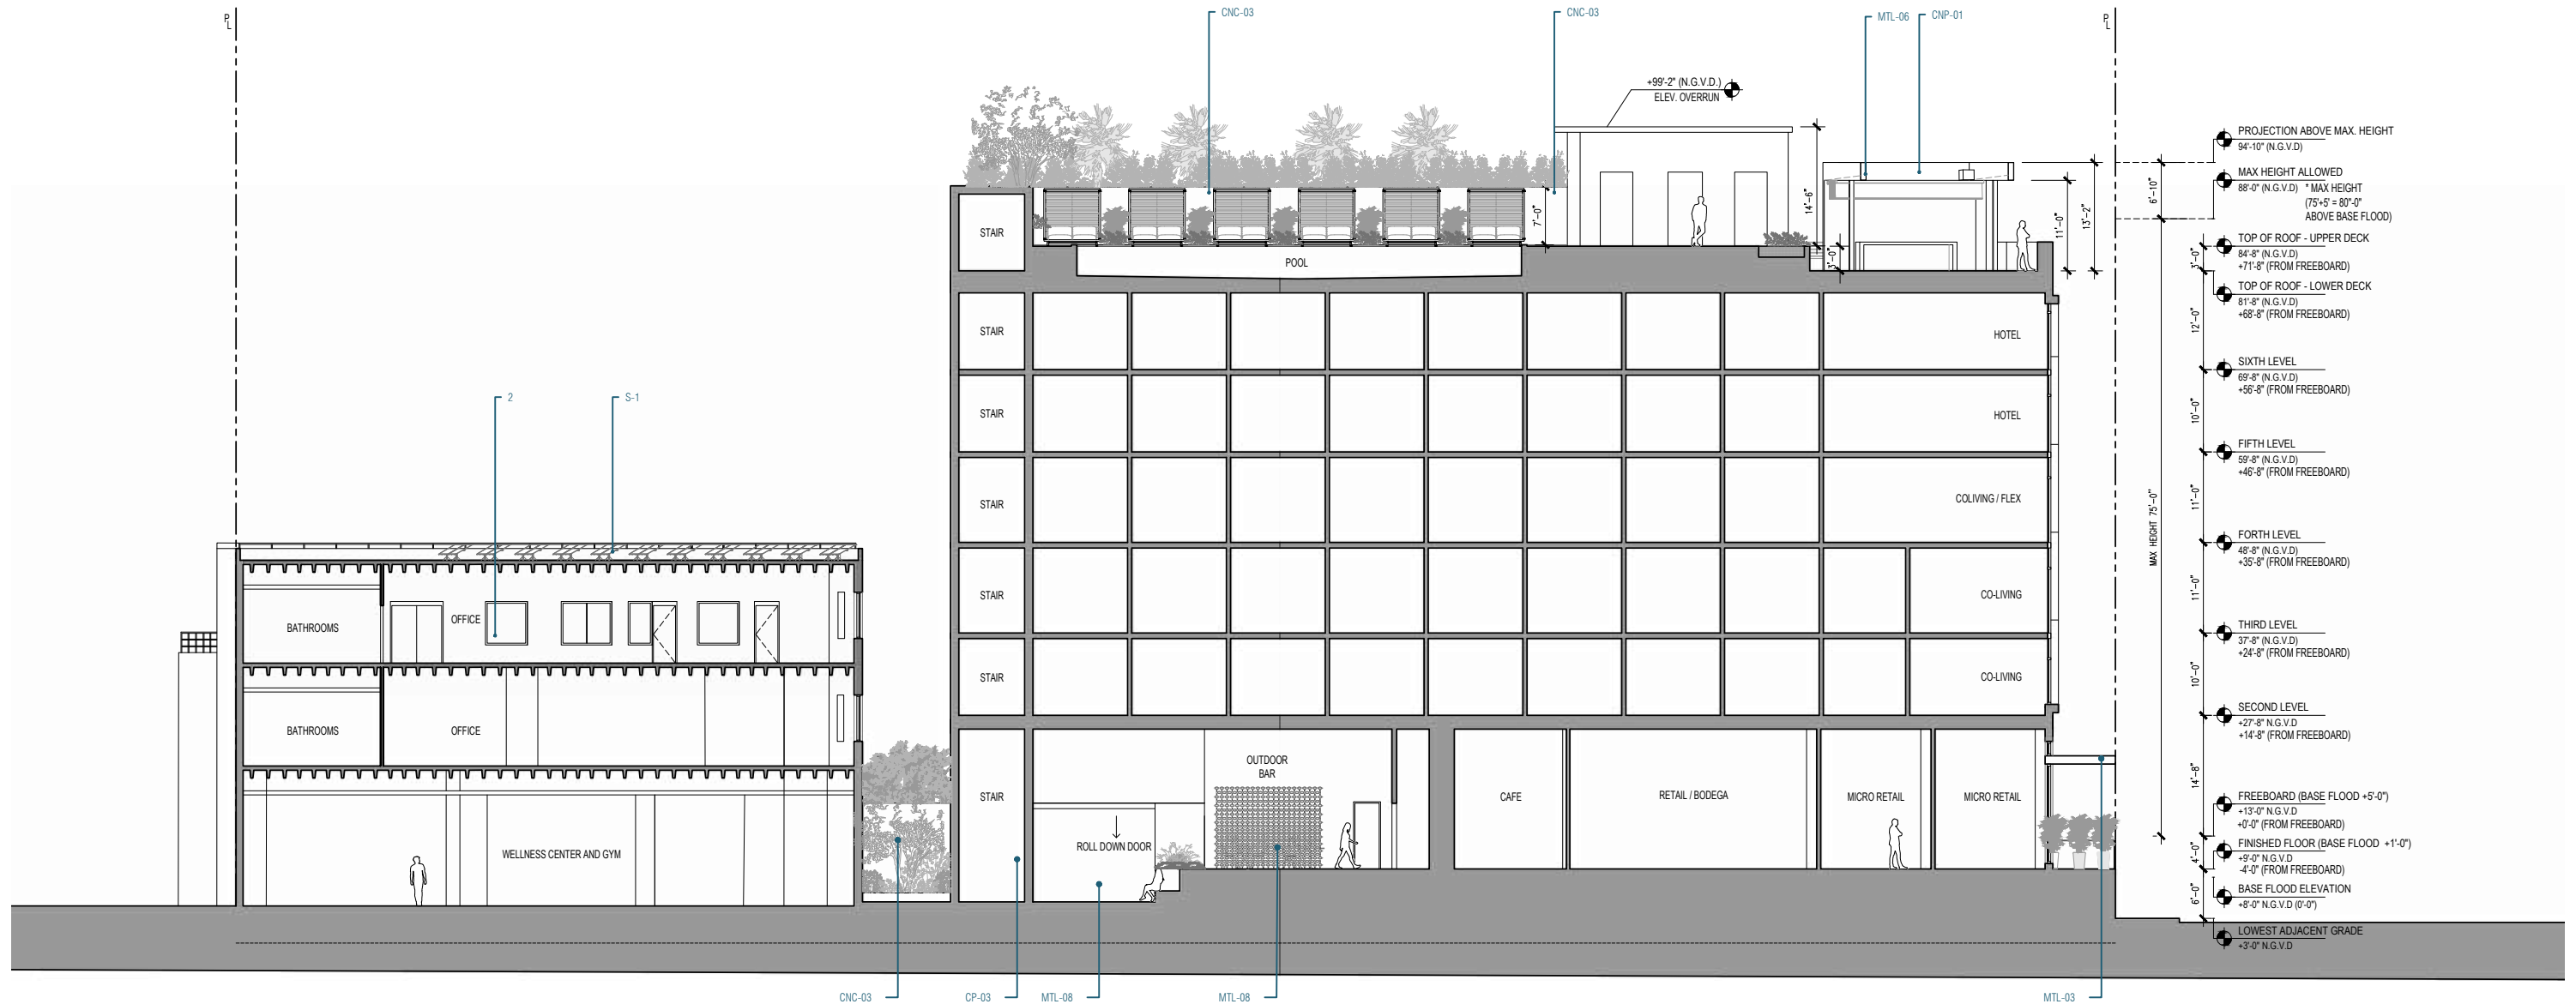 P
L
CNC-03
CNC-03
MTL-06
CNP-01
P
L
+99'-2" (N.G.V.D.)
ELEV. OVERRUN
14'-6"
7'-0"
3'-0"
11'-0"
13'-2"
6'-10"
MAX HEIGHT 75'-0"
PROJECTION ABOVE MAX. HEIGHT
94'-10" (N.G.V.D)
MAX HEIGHT ALLOWED
88'-0" (N.G.V.D) * MAX HEIGHT
(75'+5' = 80"-0"
ABOVE BASE FLOOD)
TOP OF ROOF - UPPER DECK
84'-8" (N.G.V.D)
+71'-8" (FROM FREEBOARD)
3'-0"
TOP OF ROOF - LOWER DECK
81'-8" (N.G.V.D)
+68'-8" (FROM FREEBOARD)
12'-0"
SIXTH LEVEL
69'-8" (N.G.V.D)
+56'-8" (FROM FREEBOARD)
10'-0"
FIFTH LEVEL
59'-8" (N.G.V.D)
+46'-8" (FROM FREEBOARD)
11'-0"
FORTH LEVEL
48'-8" (N.G.V.D)
+35'-8" (FROM FREEBOARD)
11'-0"
THIRD LEVEL
37'-8" (N.G.V.D)
+24'-8" (FROM FREEBOARD)
10'-0"
SECOND LEVEL
+27'-8" N.G.V.D
+14'-8" (FROM FREEBOARD)
14'-8"
FREEBOARD (BASE FLOOD +5'-0")
+13'-0" N.G.V.D
+0'-0" (FROM FREEBOARD)
4'-0"
FINISHED FLOOR (BASE FLOOD +1'-0")
+9'-0" N.G.V.D
-4'-0" (FROM FREEBOARD)
6'-0"
BASE FLOOD ELEVATION
+8'-0" N.G.V.D (0'-0")
LOWEST ADJACENT GRADE
+3'-0" N.G.V.D
STAIR
POOL
STAIR
HOTEL
STAIR
HOTEL
STAIR
COLIVING / FLEX
STAIR
CO-LIVING
STAIR
CO-LIVING
2
S-1
BATHROOMS
OFFICE
BATHROOMS
OFFICE
WELLNESS CENTER AND GYM
STAIR
ROLL DOWN DOOR
OUTDOOR
BAR
CAFE
RETAIL / BODEGA
MICRO RETAIL
MICRO RETAIL
CNC-03
CP-03
MTL-08
MTL-08
MTL-03